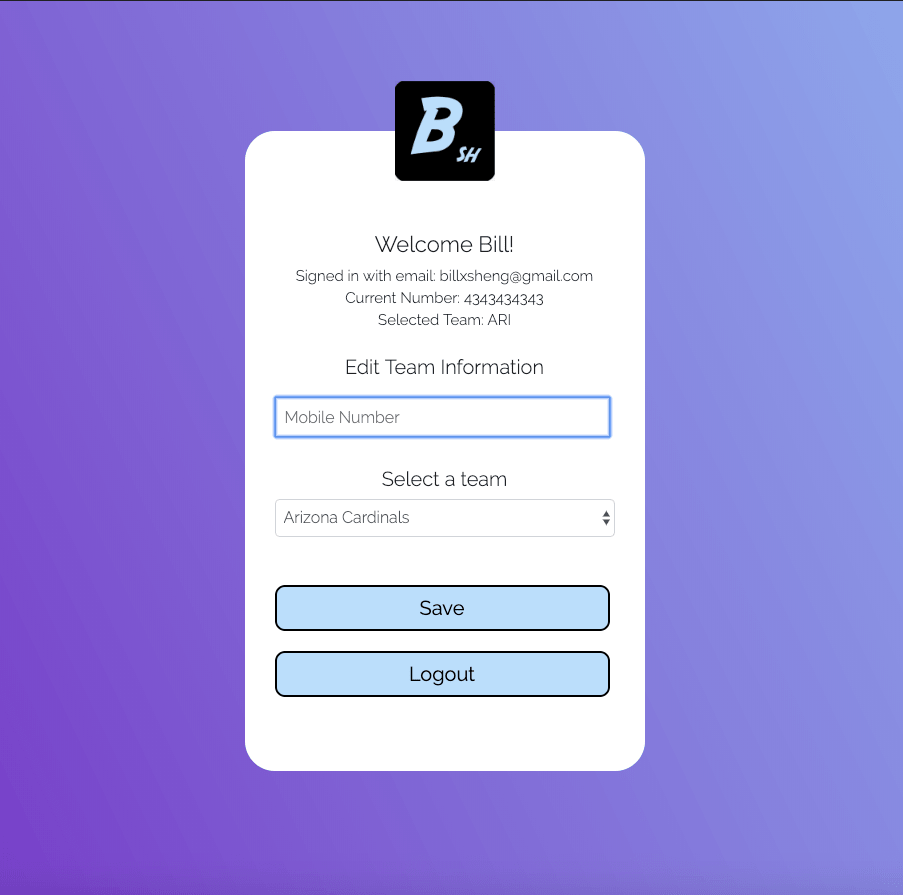 B
SH
Welcome Bill!
Signed in with email: billxsheng@gmail.com
Current Number: 4343434343
Selected Team: ARI
Edit Team Information
Mobile Number
Select a team
Arizona Cardinals
Save
Logout